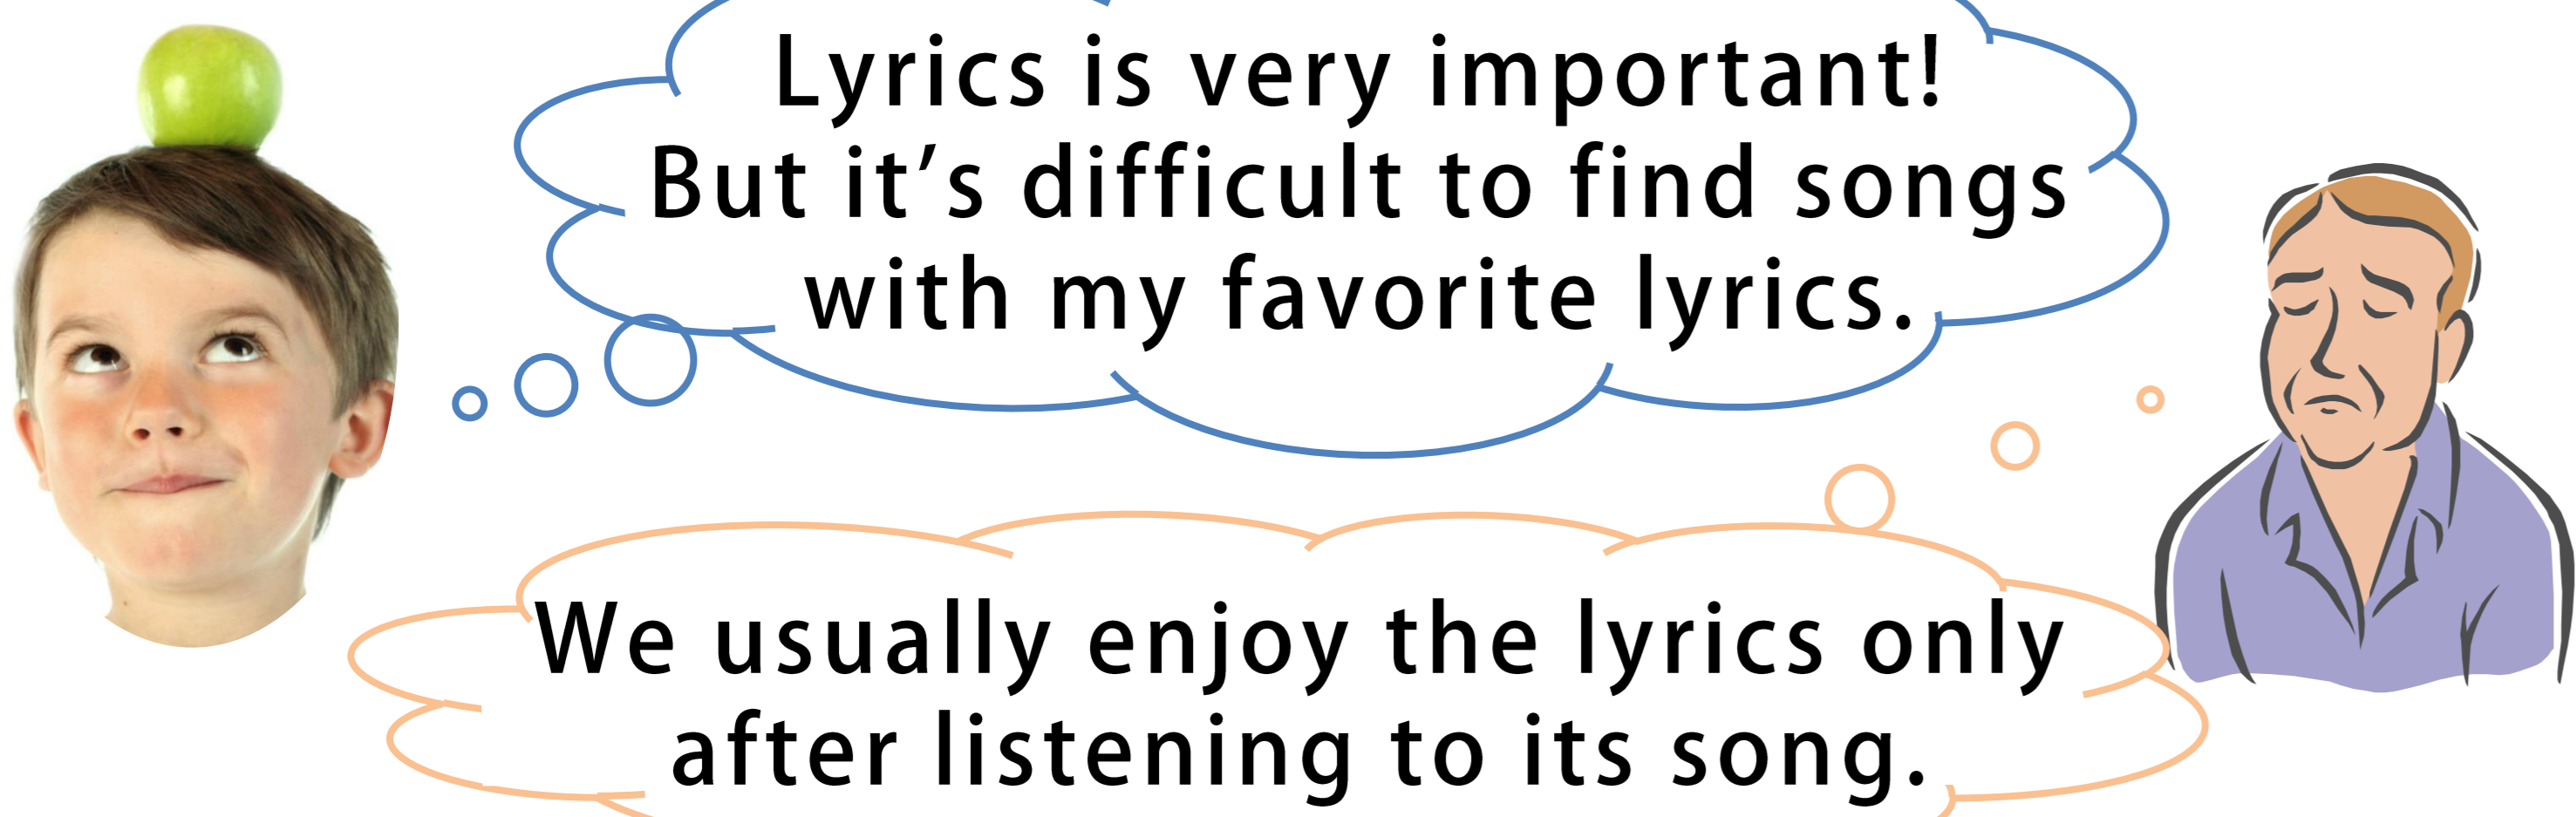 Lyrics is very important!
But it’s difficult to find songs
with my favorite lyrics.
We usually enjoy the lyrics only
after listening to its song.